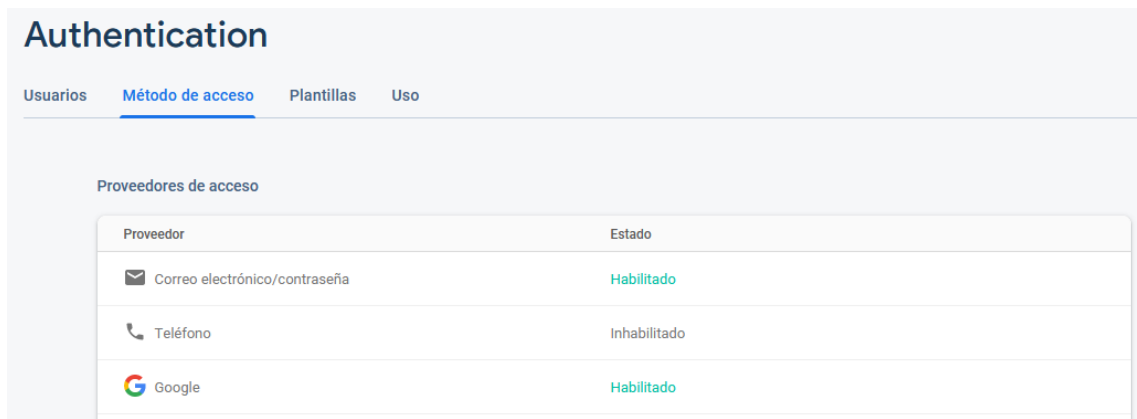 Authentication
Usuarios Método de acceso Plantillas Uso
Proveedores de acceso
Proveedor Estado
Correo electrónico/contraseña Habilitado
Teléfono Inhabilitado
Google Habilitado